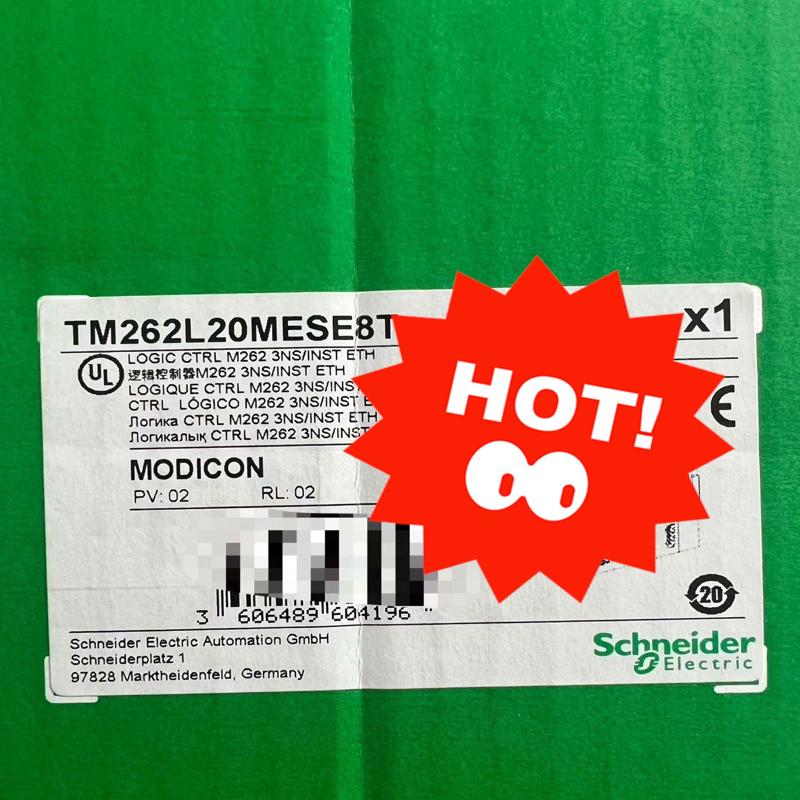 TM262L20MESE8T
x1
UL
LOGIC CTRL M262 3NS/INST ETH
逻辑控制器M262 3NS/INST ETH
LOGIQUE CTRL M262 3NS/INST
CTRL LÓGICO M262 3NS/INST E
Логика CTRL M262 3NS/INST ETH
Логикалық CTRL M262 3NS/INST
CE
HOT!
MODICON
PV: 02 RL: 02
3 606489 604196
20
Schneider Electric Automation GmbH
Schneiderplatz 1
97828 Marktheidenfeld, Germany
Schneider
Electric